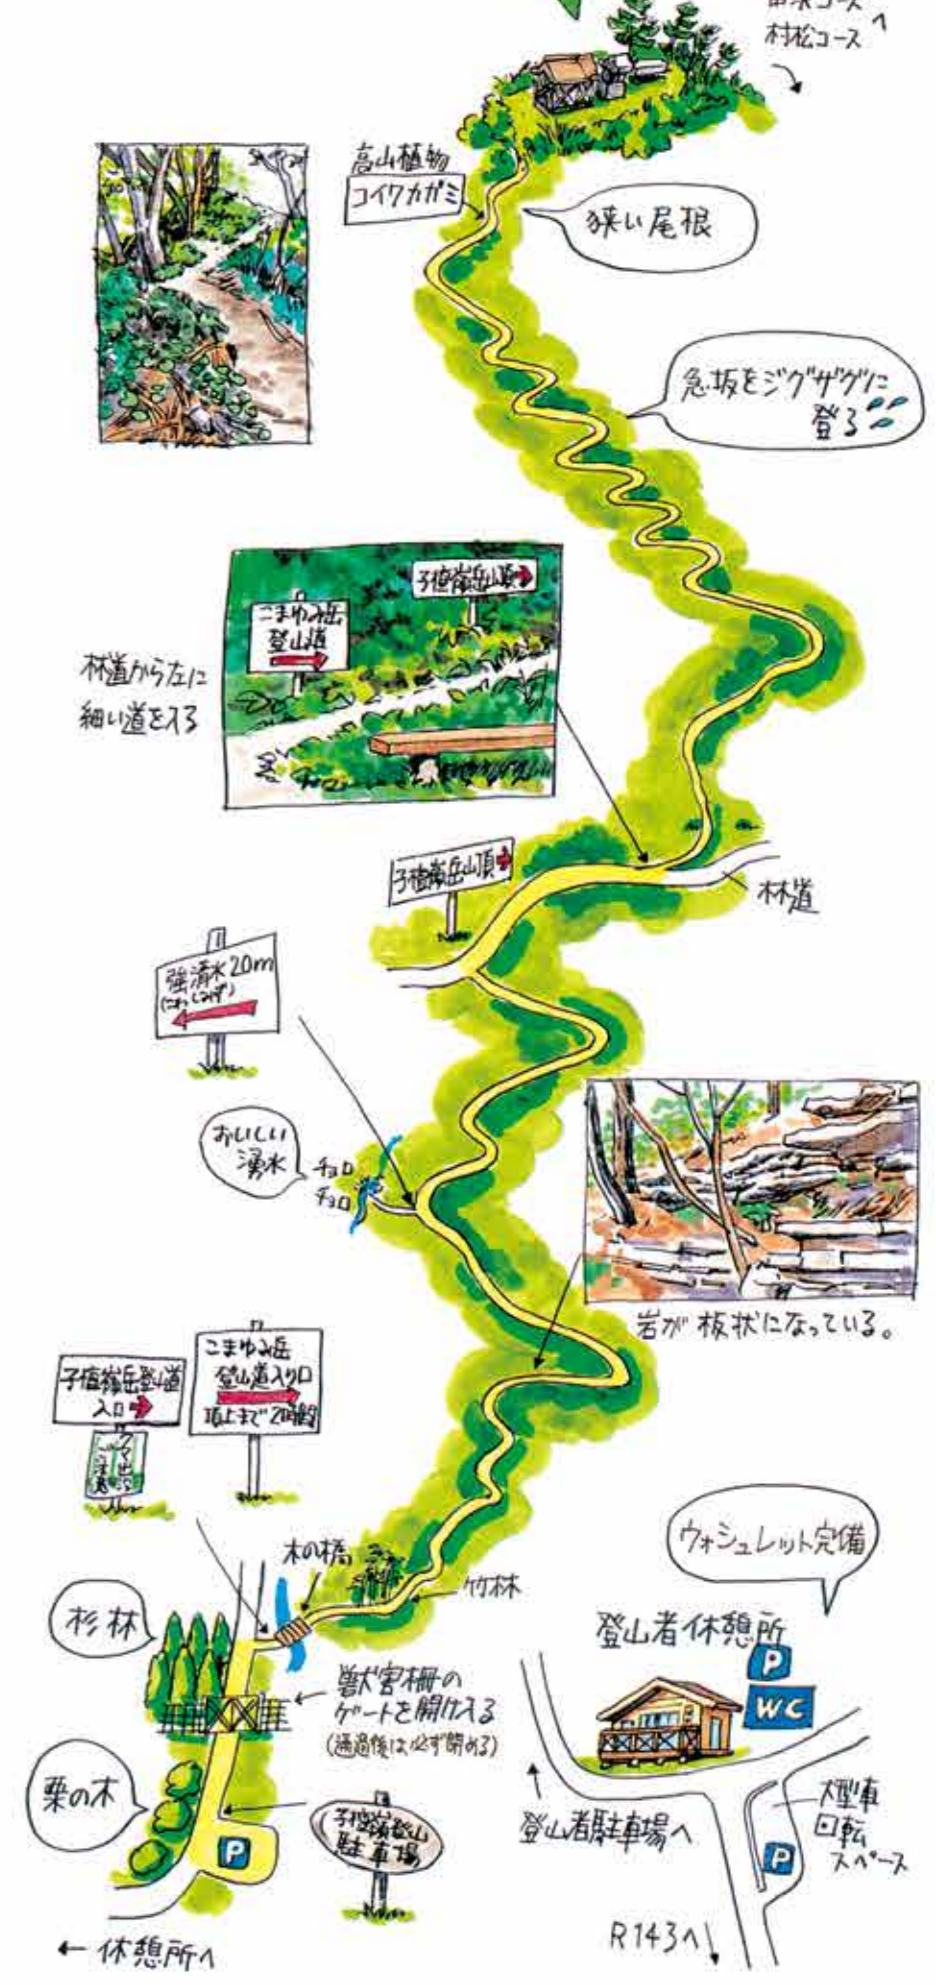 村松コース
へ
高山植物
コイワカガミ
狭い尾根
急坂をジグザグに
登る
子檀嶺岳山頂
こまゆみ岳
登山道
林道から左に
細い道を入る
子檀嶺岳山頂
林道
強清水20m
(こわしみず)
おいしい
湧水
チョロ
チョロ
岩が板状になっている。
こまゆみ岳
登山道入り口
頂上まで2時間
子檀嶺岳登山道
入口
クマ出没
注意
木の橋
竹林
杉林
獣害柵の
ゲートを開け入る
(通過後は必ず閉める)
栗の木
子檀嶺登山
駐車場
P
← 休憩所へ
ウォシュレット完備
登山者休憩所
P
WC
登山者駐車場へ
大型車
回転
スペース
P
R143へ